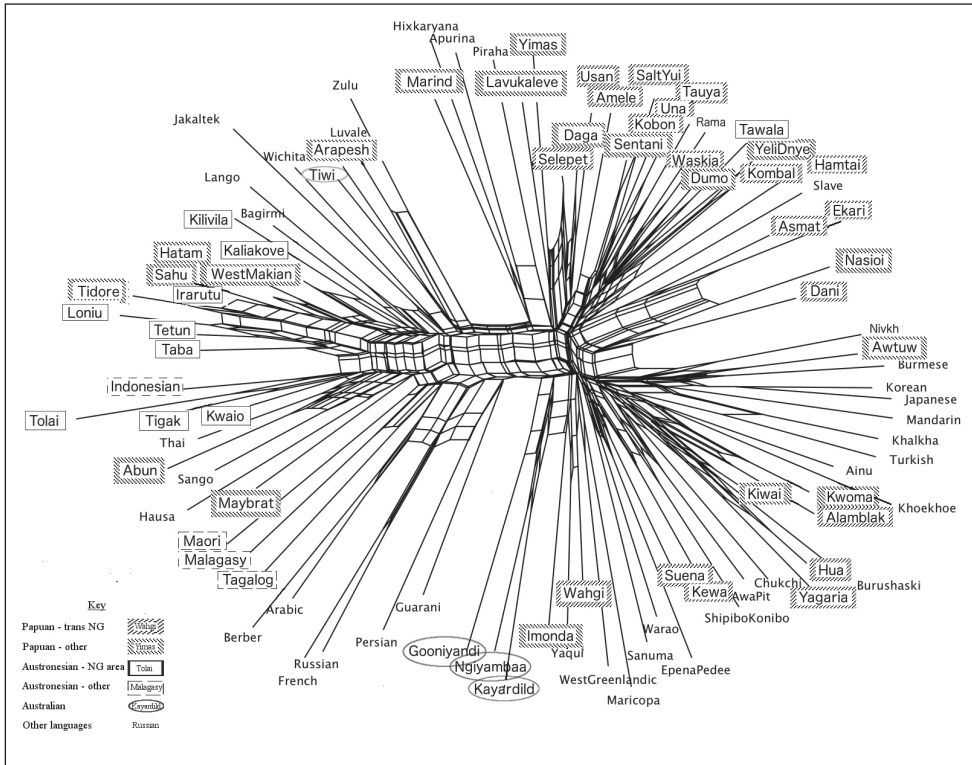 Hixkaryana
Apurina
Piraha
Yimas
Marind
Lavukaleve
Usan
SaltYui
Amele
Tauya
Una
Zulu
Kobon
Rama
Jakaltek
Luvale
Daga
Sentani
Tawala
Wichita
Arapesh
Selepet
Waskia
YeliDnye
Hamtai
Tiwi
Dumo
Kombai
Lango
Slave
Bagirmi
Ekari
Kilivila
Asmat
Hatam
Kaliakove
Nasioi
Sahu
WestMakian
Tidore
Irarutu
Dani
Loniu
Tetun
Nivkh
Taba
Awtuw
Burmese
Indonesian
Korean
Japanese
Tolai
Tigak
Kwaio
Mandarin
Thai
Khalkha
Abun
Turkish
Sango
Ainu
Maybrat
Kiwai
Kwoma
Khoekhoe
Hausa
Alamblak
Maori
Malagasy
Hua
Tagalog
Suena
Chukchi
Burushaski
Wahgi
Kewa
AwaPit
Yagaria
Arabic
Guarani
ShipiboKonibo
Berber
Persian
Imonda
Warao
Gooniyandi
Yaqui
Sanuma
Russian
Ngiyambaa
WestGreenlandic
EpenaPedee
French
Kayardild
Maricopa
Key
Papuan - trans NG Wahgi
Papuan - other Yimas
Austronesian - NG area Tolai
Austronesian - other Malagasy
Australian Kayardild
Other languages Russian